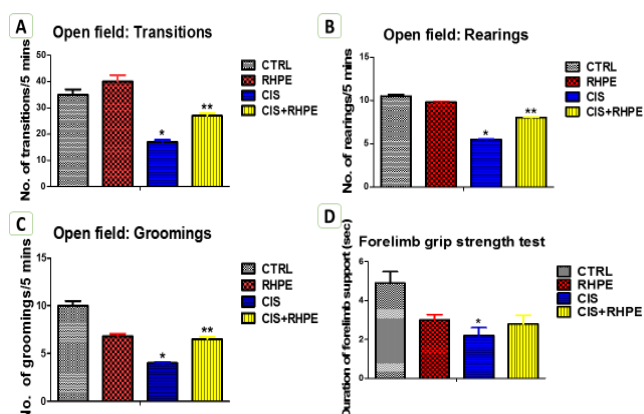 A
Open field: Transitions
No. of transitions/5 mins
50
40
30
20
10
0
*
**
CTRL
RHPE
CIS
CIS+RHPE
B
Open field: Rearings
No. of rearings/5 mins
15
10
5
0
*
**
CTRL
RHPE
CIS
CIS+RHPE
C
Open field: Groomings
No. of groomings/5 mins
15
10
5
0
*
**
CTRL
RHPE
CIS
CIS+RHPE
D
Forelimb grip strength test
Duration of forelimb support (sec)
6
4
2
0
*
CTRL
RHPE
CIS
CIS+RHPE